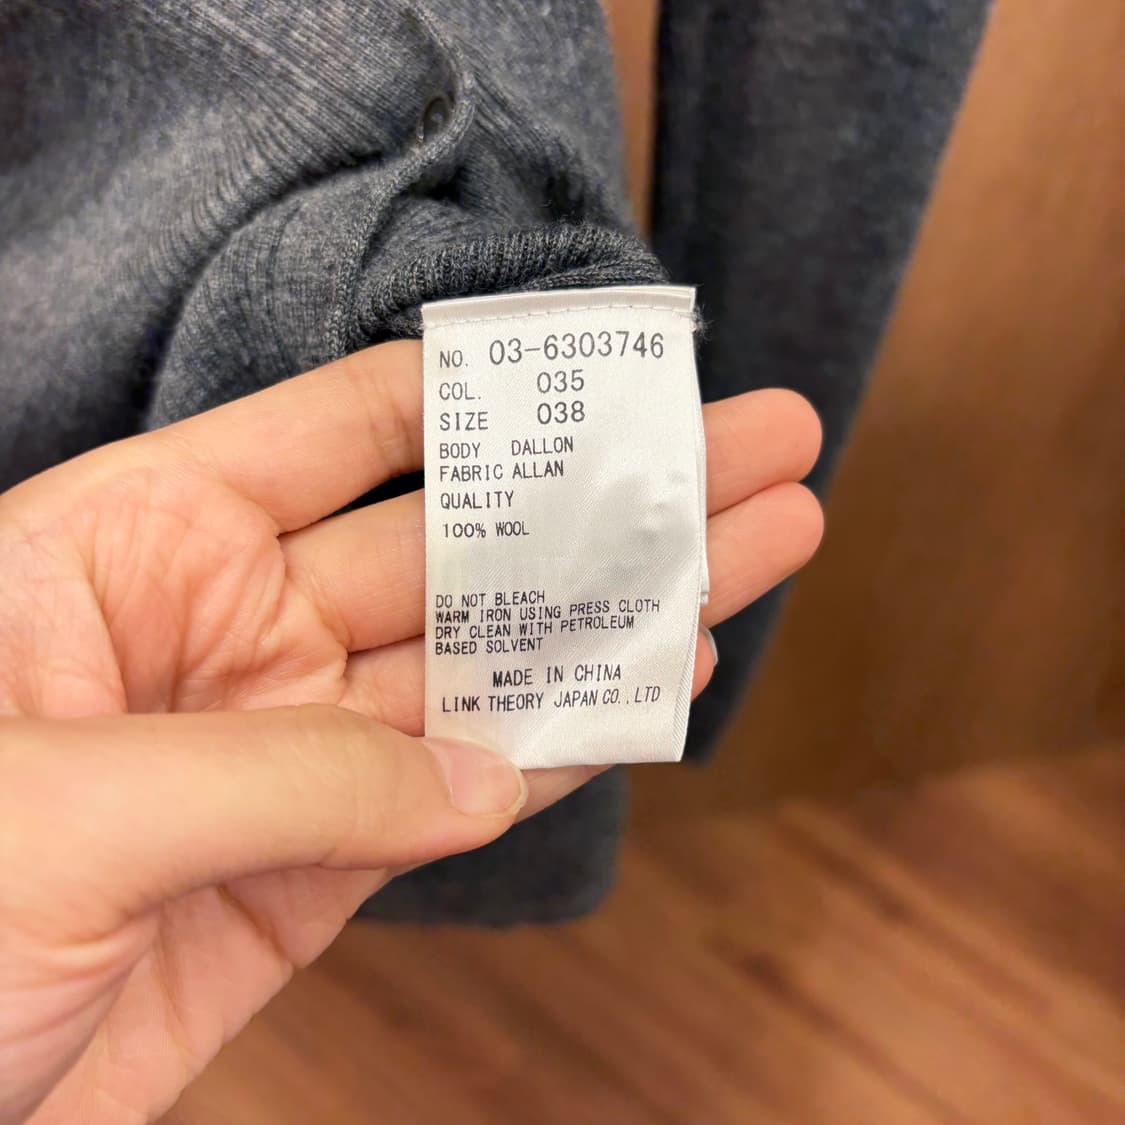 NO. 03-6303746
COL. 035
SIZE 038
BODY DALLON
FABRIC ALLAN
QUALITY
100% WOOL
DO NOT BLEACH
WARM IRON USING PRESS CLOTH
DRY CLEAN WITH PETROLEUM
BASED SOLVENT
MADE IN CHINA
LINK THEORY JAPAN CO.,LTD